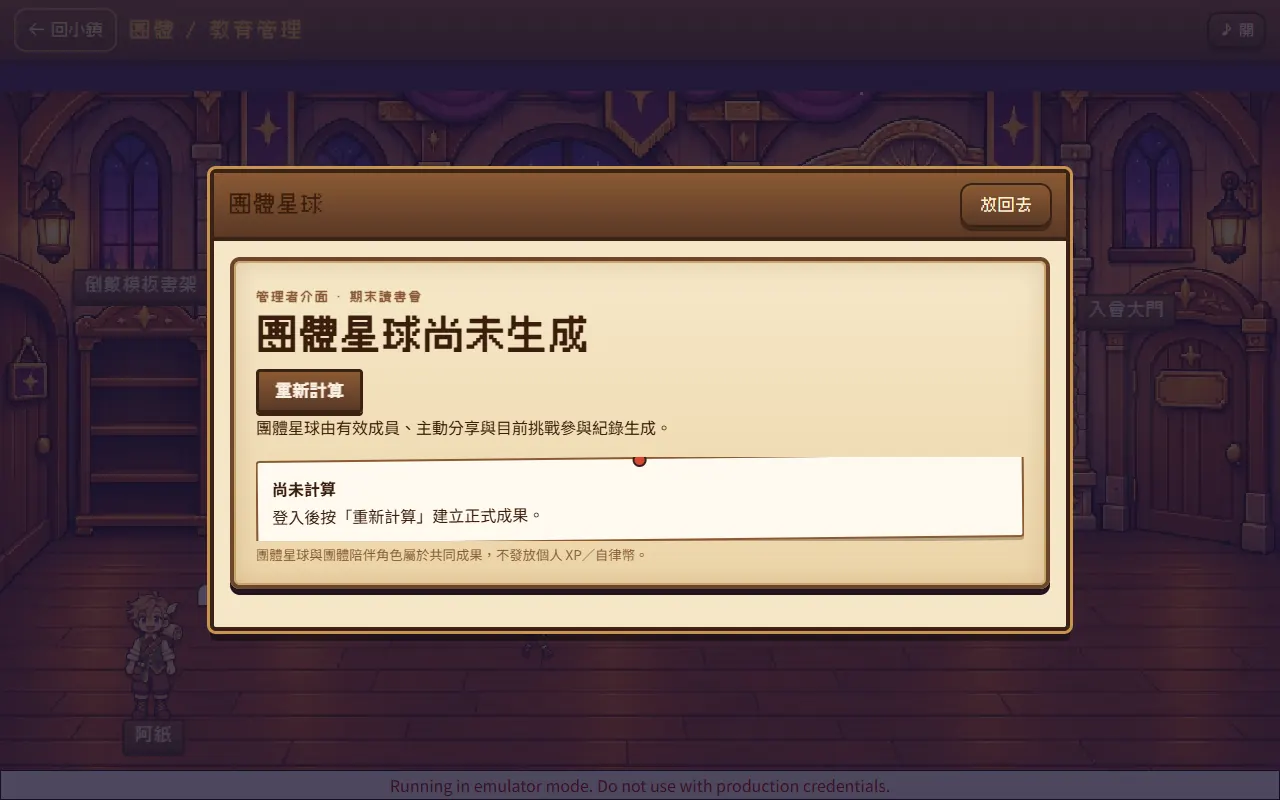 ← 回小鎮
團體 / 教育管理
♪ 開
團體星球
放回去
倒數模板書架
入會大門
管理者介面 · 期末讀書會
團體星球尚未生成
重新計算
團體星球由有效成員、主動分享與目前挑戰參與紀錄生成。
尚未計算
登入後按「重新計算」建立正式成果。
團體星球與團體陪伴角色屬於共同成果，不發放個人 XP／自律幣。
阿紙
Running in emulator mode. Do not use with production credentials.